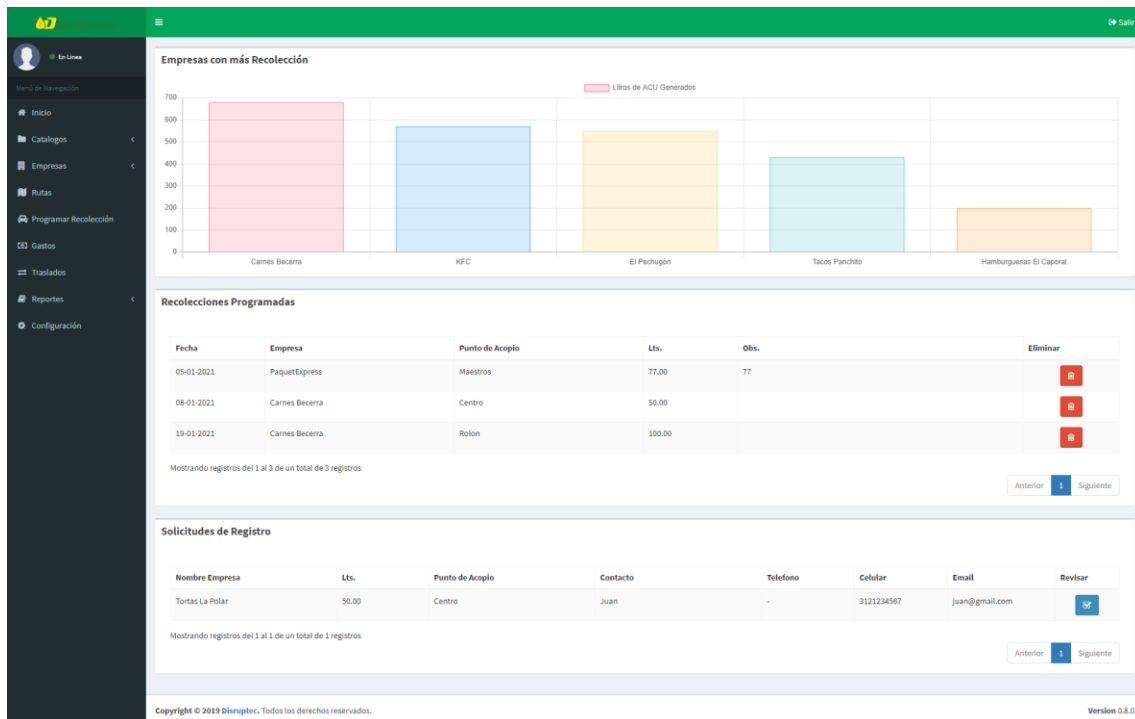 Salir
En Linea
Menú de Navegación
Inicio
Catalogos
Empresas
Rutas
Programar Recolección
Gastos
Traslados
Reportes
Configuración
Empresas con más Recolección
Litros de ACU Generados
700
600
500
400
300
200
100
0
Carnes Becerra KFC El Pechugón Tacos Panchito Hamburguesas El Caporal
Recolecciones Programadas
Fecha Empresa Punto de Acopio Lts. Obs. Eliminar
05-01-2021 PaquetExpress Maestros 77.00 77
08-01-2021 Carnes Becerra Centro 50.00
19-01-2021 Carnes Becerra Rolon 100.00
Mostrando registros del 1 al 3 de un total de 3 registros
Anterior 1 Siguiente
Solicitudes de Registro
Nombre Empresa Lts. Punto de Acopio Contacto Telefono Celular Email Revisar
Tortas La Polar 50.00 Centro Juan - 3121234567 juan@gmail.com
Mostrando registros del 1 al 1 de un total de 1 registros
Anterior 1 Siguiente
Copyright © 2019 Disruptec. Todos los derechos reservados. Version 0.8.0